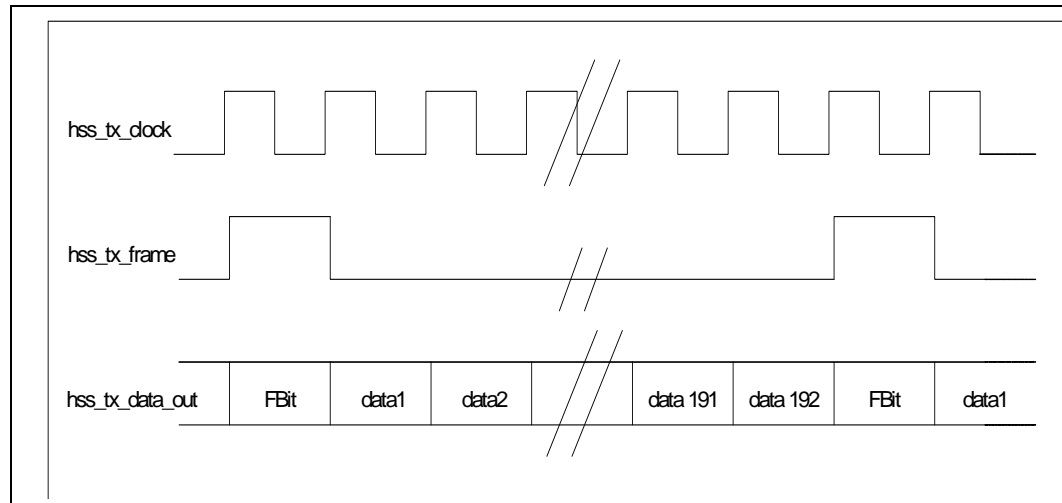 hss_tx_clock
hss_tx_frame
hss_tx_data_out FBit data1 data2 data 191 data 192 FBit data1